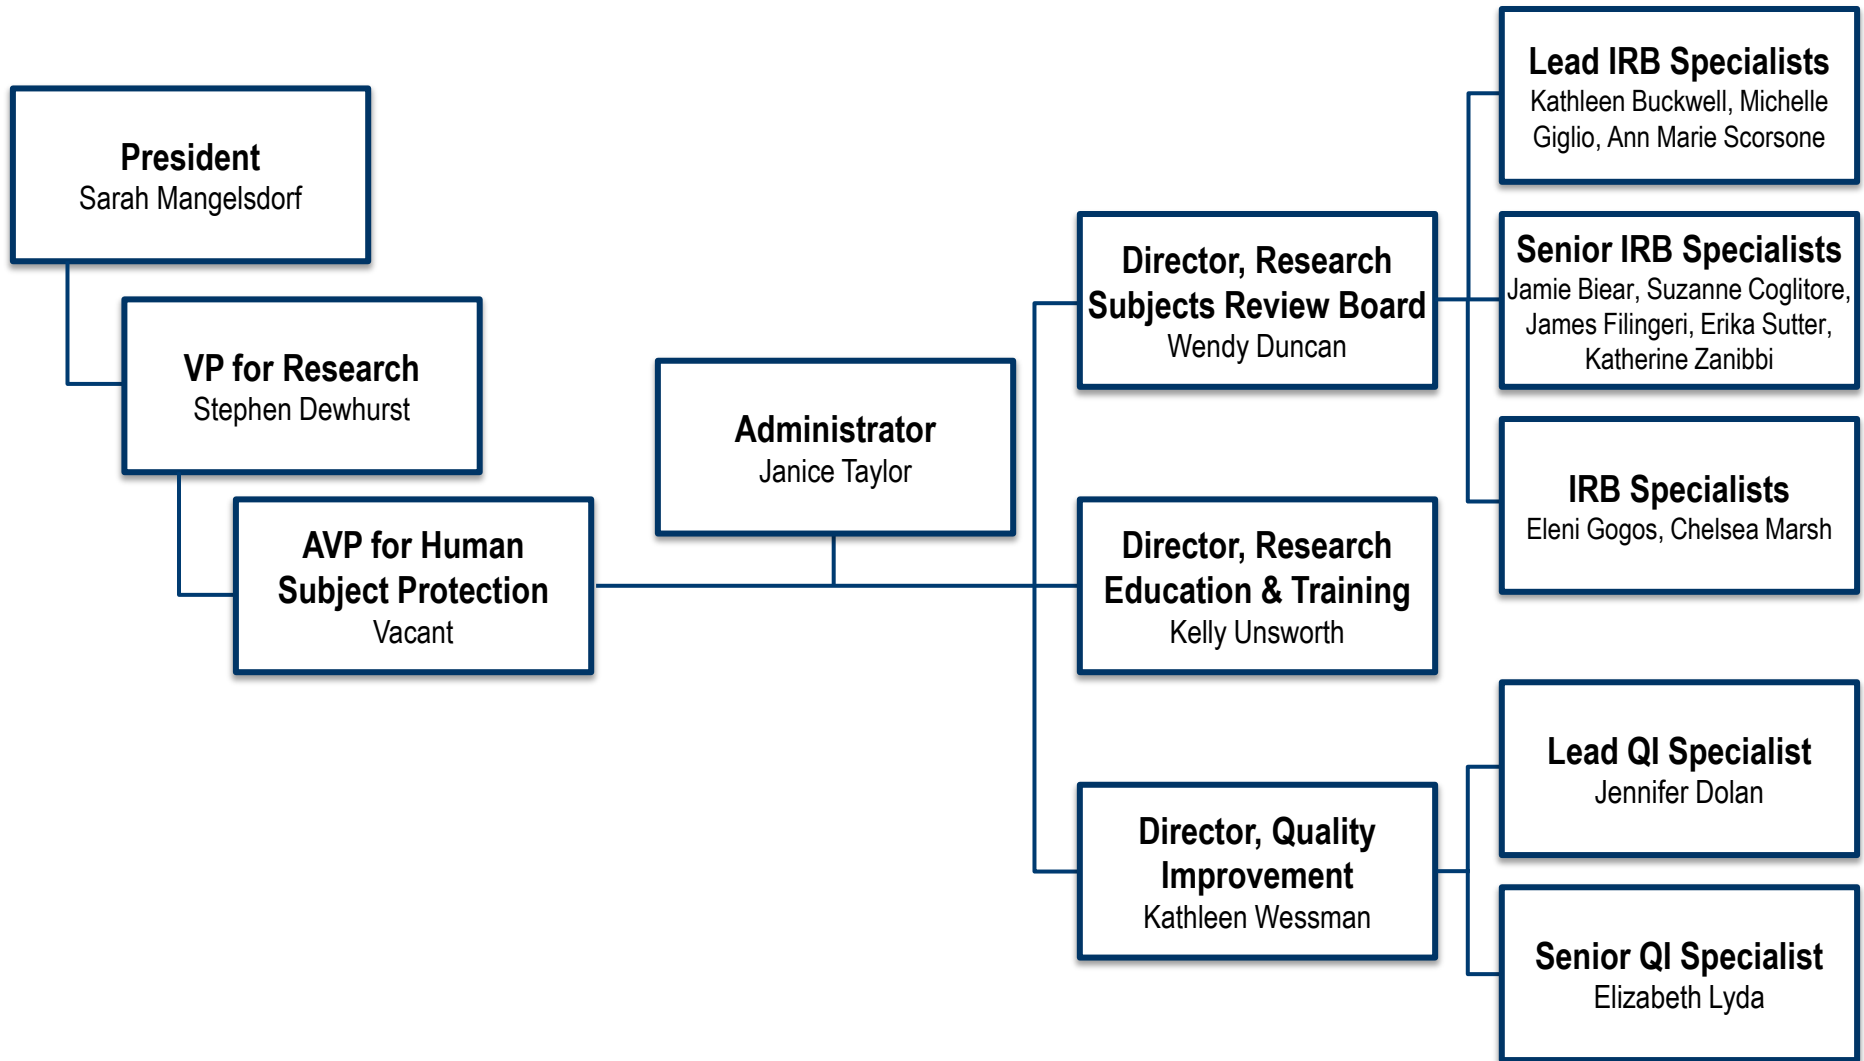 President
Sarah Mangelsdorf
VP for Research
Stephen Dewhurst
AVP for Human
Subject Protection
Vacant
Administrator
Janice Taylor
Director, Research
Subjects Review Board
Wendy Duncan
Director, Research
Education & Training
Kelly Unsworth
Director, Quality
Improvement
Kathleen Wessman
Lead IRB Specialists
Kathleen Buckwell, Michelle
Giglio, Ann Marie Scorsone
Senior IRB Specialists
Jamie Biear, Suzanne Coglitore,
James Filingeri, Erika Sutter,
Katherine Zanibbi
IRB Specialists
Eleni Gogos, Chelsea Marsh
Lead QI Specialist
Jennifer Dolan
Senior QI Specialist
Elizabeth Lyda